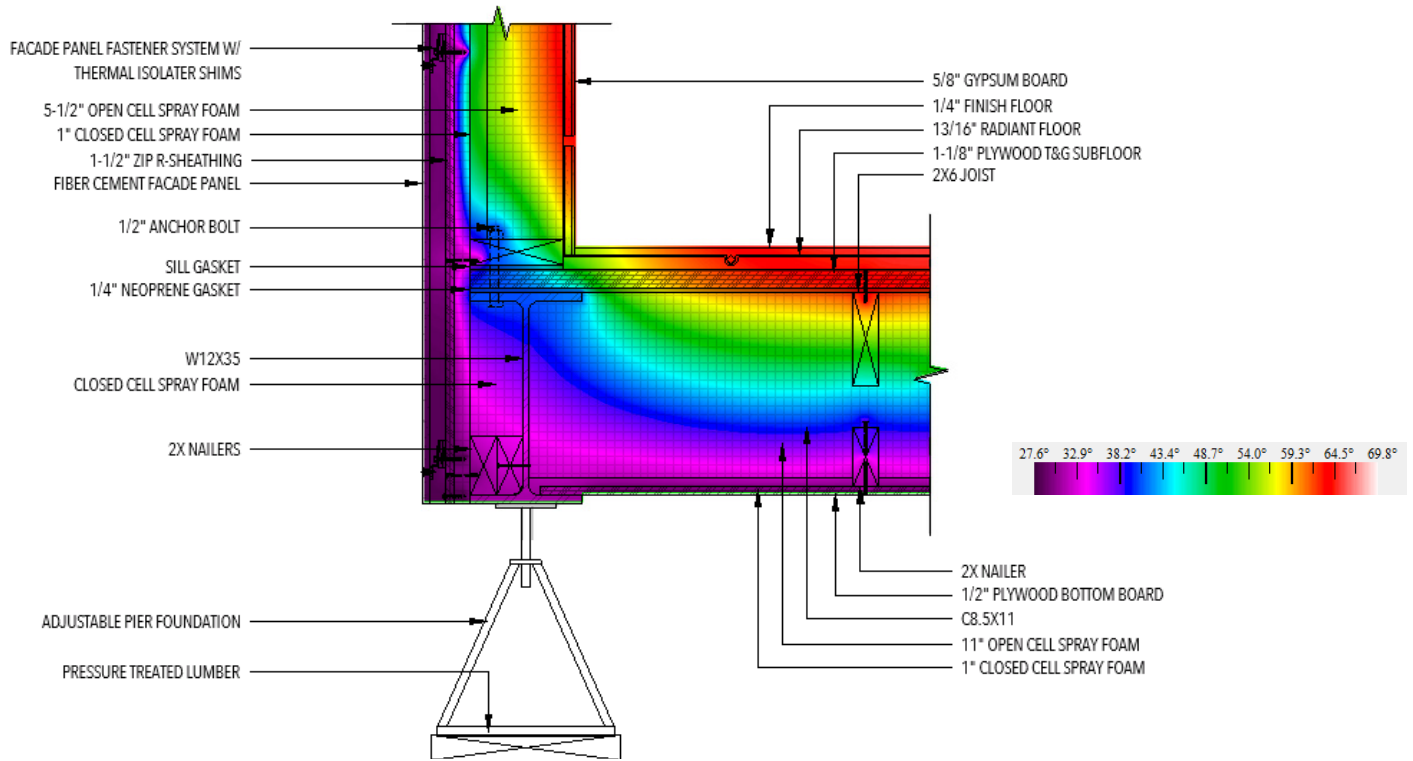 FACADE PANEL FASTENER SYSTEM W/
THERMAL ISOLATER SHIMS
5-1/2" OPEN CELL SPRAY FOAM
1" CLOSED CELL SPRAY FOAM
1-1/2" ZIP R-SHEATHING
FIBER CEMENT FACADE PANEL
1/2" ANCHOR BOLT
SILL GASKET
1/4" NEOPRENE GASKET
W12X35
CLOSED CELL SPRAY FOAM
2X NAILERS
ADJUSTABLE PIER FOUNDATION
PRESSURE TREATED LUMBER
5/8" GYPSUM BOARD
1/4" FINISH FLOOR
13/16" RADIANT FLOOR
1-1/8" PLYWOOD T&G SUBFLOOR
2X6 JOIST
27.6° 32.9° 38.2° 43.4° 48.7° 54.0° 59.3° 64.5° 69.8°
2X NAILER
1/2" PLYWOOD BOTTOM BOARD
C8.5X11
11" OPEN CELL SPRAY FOAM
1" CLOSED CELL SPRAY FOAM